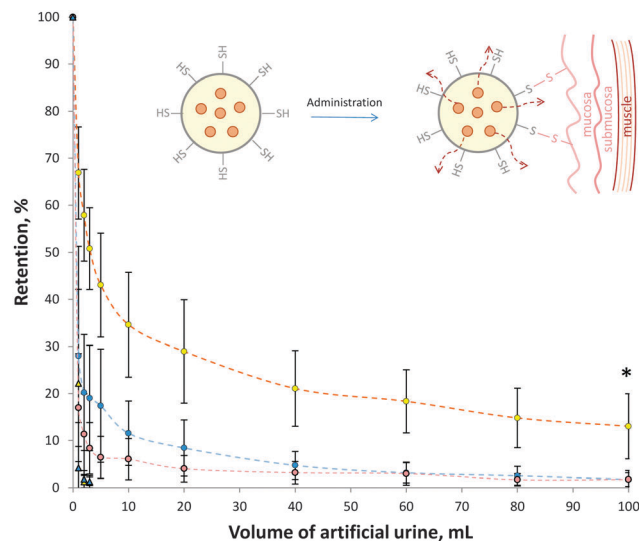 100
90
80
70
60
50
40
30
20
10
0
Retention, %
0 10 20 30 40 50 60 70 80 90 100
Volume of artificial urine, mL
*
SH
HS
SH
HS
SH
HS
SH
HS
Administration
HS
SH
HS
S
S
HS
S
S
HS
SH
mucosa
submucosa
muscle